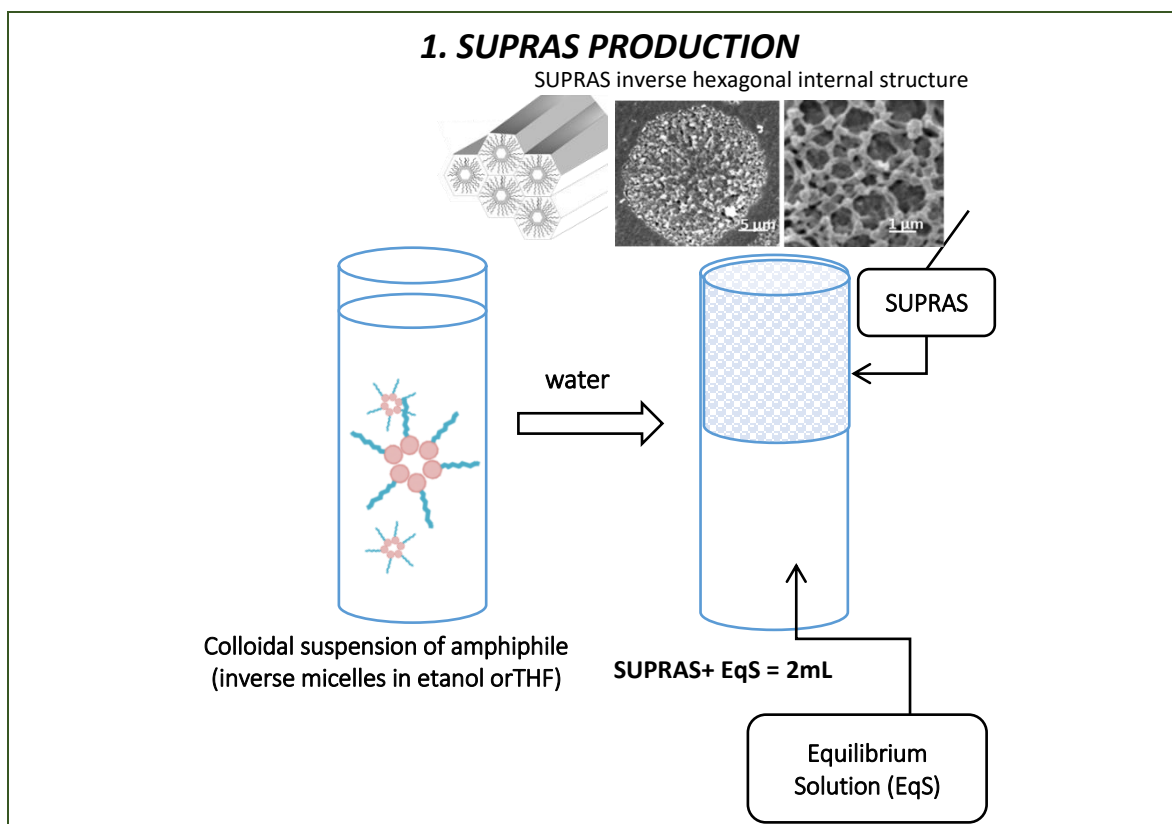 1. SUPRAS PRODUCTION
SUPRAS inverse hexagonal internal structure
5 µm
1 µm
SUPRAS
water
Colloidal suspension of amphiphile
(inverse micelles in etanol orTHF)
SUPRAS+ EqS = 2mL
Equilibrium
Solution (EqS)